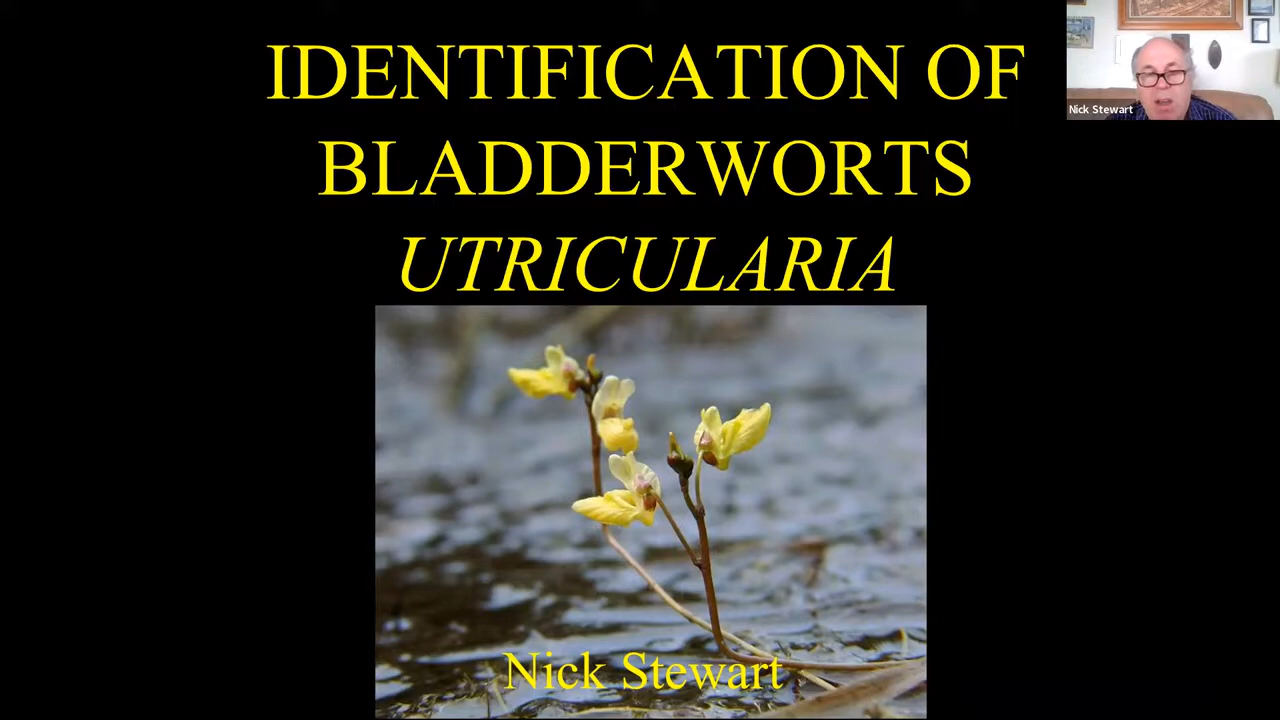 IDENTIFICATION OF
BLADDERWORTS
UTRICULARIA
Nick Stewart
Nick Stewart